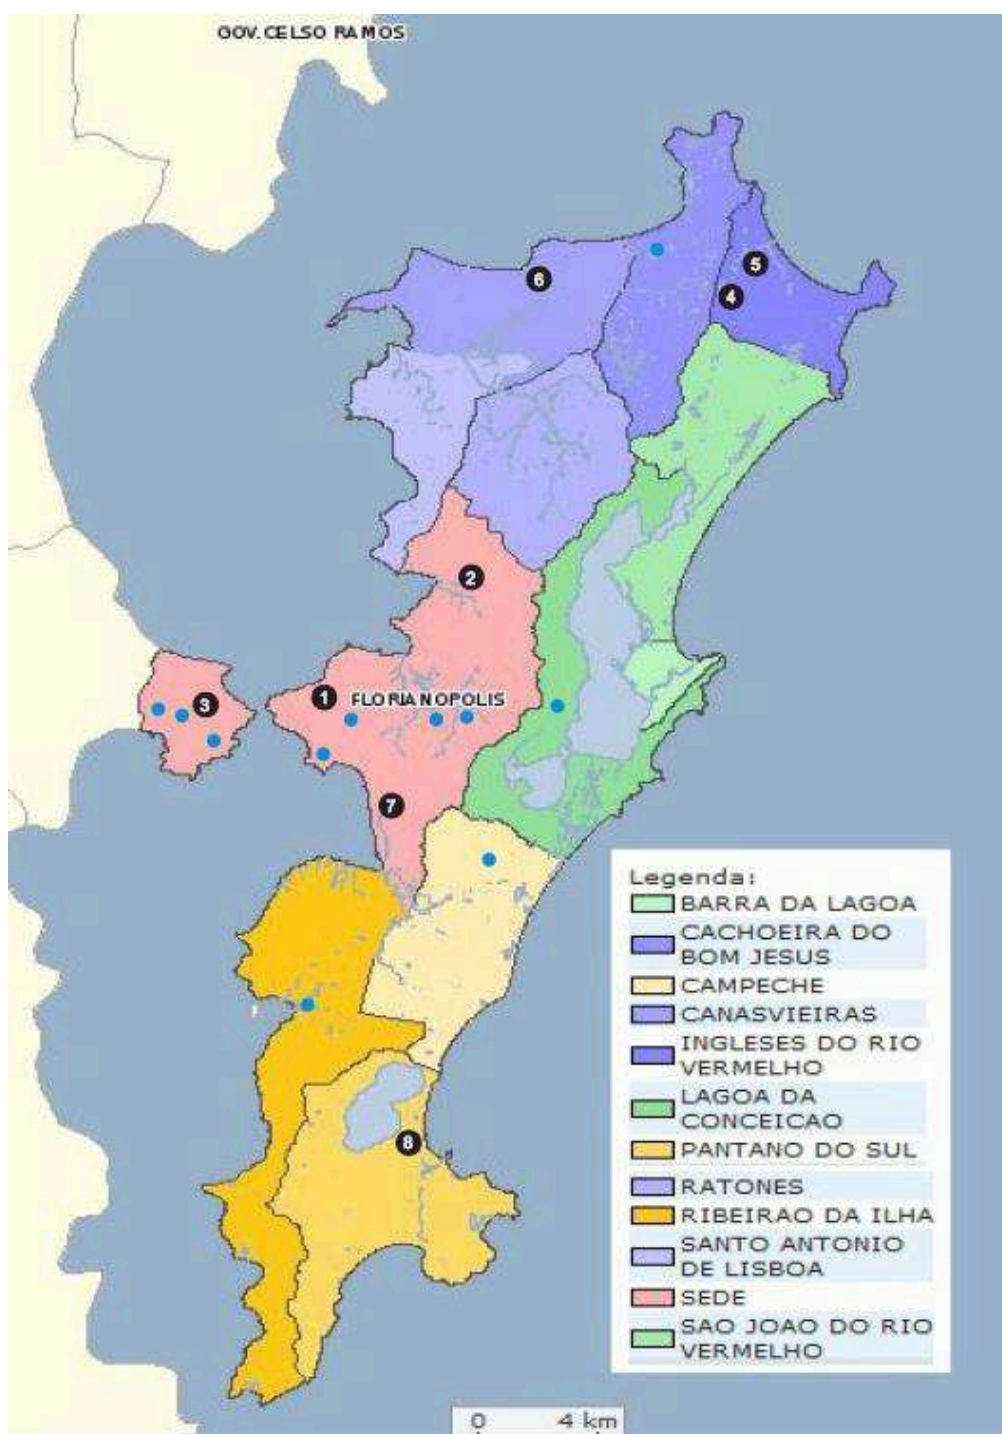 GOV.CELSO RAMOS
6
5
4
2
3
1
FLORIANOPOLIS
7
8
Legenda:
BARRA DA LAGOA
CACHOEIRA DO
BOM JESUS
CAMPECHE
CANASVIEIRAS
INGLESES DO RIO
VERMELHO
LAGOA DA
CONCEICAO
PANTANO DO SUL
RATONES
RIBEIRAO DA ILHA
SANTO ANTONIO
DE LISBOA
SEDE
SAO JOAO DO RIO
VERMELHO
0 4 km